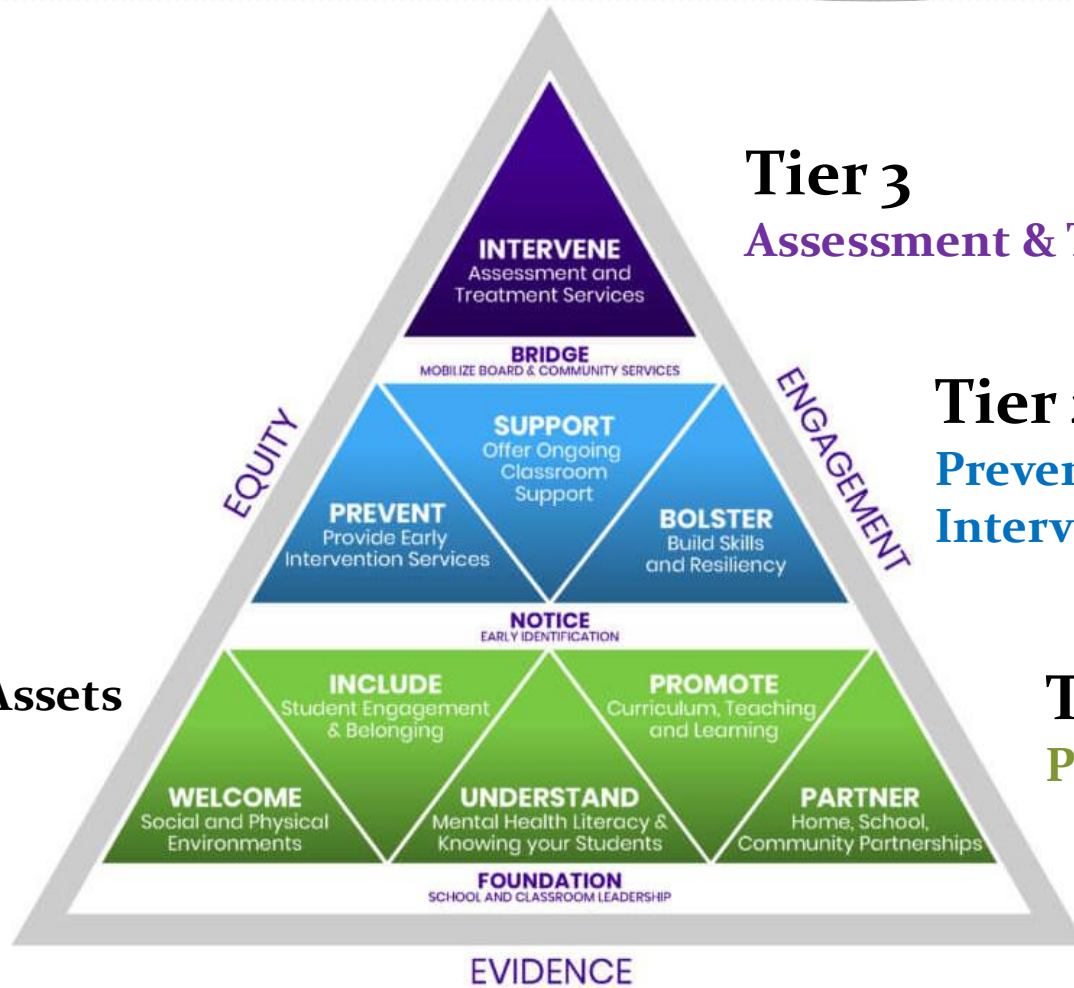 Tier 3
Assessment &
INTERVENE
Assessment and
Treatment Services
BRIDGE
MOBILIZE BOARD & COMMUNITY SERVICES
EQUITY
ENGAGEMENT
Tier
SUPPORT
Offer Ongoing
Classroom
Support
PREVENT
Provide Early
Intervention Services
BOLSTER
Build Skills
and Resiliency
NOTICE
EARLY IDENTIFICATION
Assets
INCLUDE
Student Engagement
& Belonging
PROMOTE
Curriculum, Teaching
and Learning
WELCOME
Social and Physical
Environments
UNDERSTAND
Mental Health Literacy &
Knowing your Students
PARTNER
Home, School,
Community Partnerships
FOUNDATION
SCHOOL AND CLASSROOM LEADERSHIP
EVIDENCE